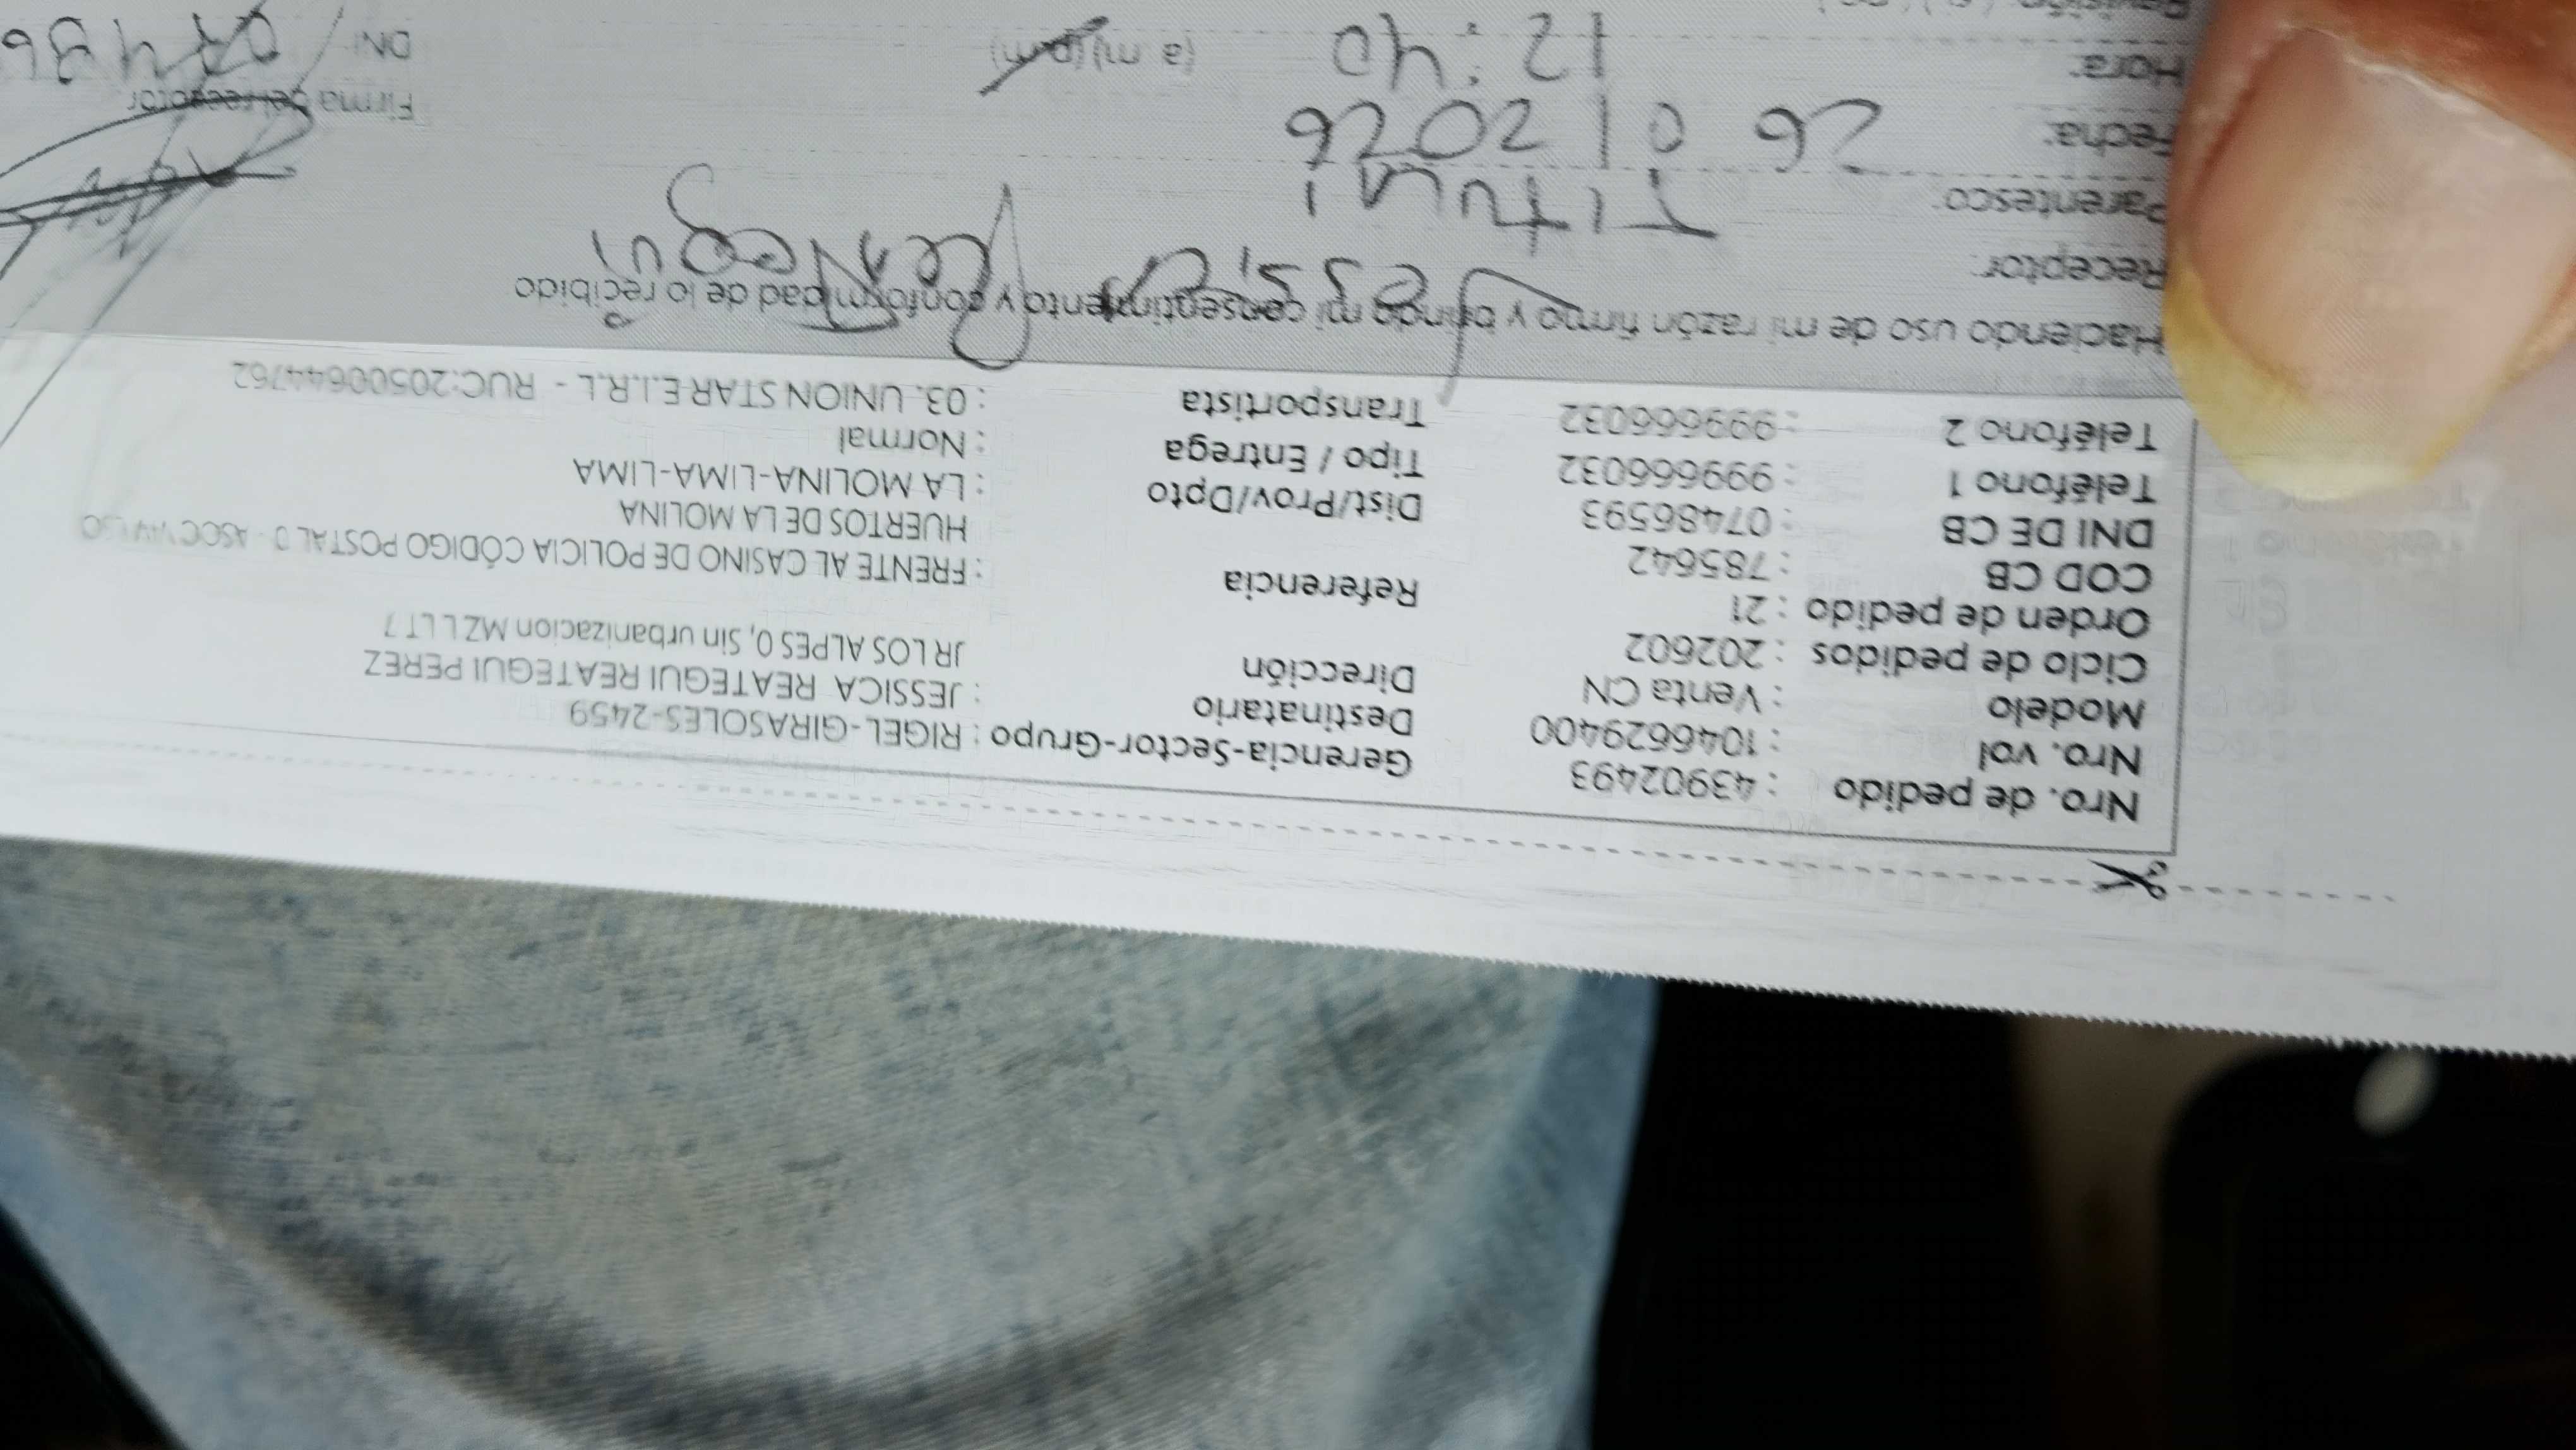 Nro. de pedido : 43902493
Nro. vol : 1046629400
Modelo : Venta CN
Ciclo de pedidos : 202602
Orden de pedido : 21
COD CB : 785642
DNI DE CB : 07486593
Teléfono 1 : 999666032
Teléfono 2 : 999666032
Gerencia-Sector-Grupo : RIGEL-GIRASOLES-2459
Destinatario : JESSICA REATEGUI REATEGUI PEREZ
Dirección JR LOS ALPES 0, Sin urbanizacion MZ L LT 7
Referencia : FRENTE AL CASINO DE POLICIA CÓDIGO POSTAL 0 - ASOC
HUERTOS DE LA MOLINA
Dist/Prov/Dpto : LA MOLINA-LIMA-LIMA
Tipo / Entrega : Normal
Transportista : 03. UNION STAR E.I.R.L - RUC:20500644762
Haciendo uso de mi razón firmo y brindo mi consentimiento y conformidad de lo recibido
Receptor: Jessica
Parentesco:
Fecha: 26 01 2026
Hora: 12:40 (a m)(pm)
Firma del receptor:
DNI